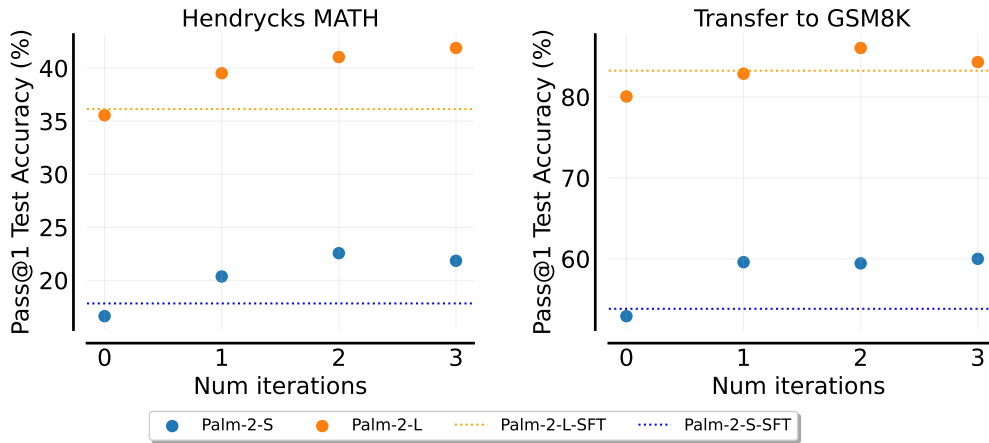 Hendrycks MATH
Pass@1 Test Accuracy (%)
40
35
30
25
20
0 1 2 3
Num iterations
Transfer to GSM8K
Pass@1 Test Accuracy (%)
80
70
60
0 1 2 3
Num iterations
Palm-2-S Palm-2-L Palm-2-L-SFT Palm-2-S-SFT